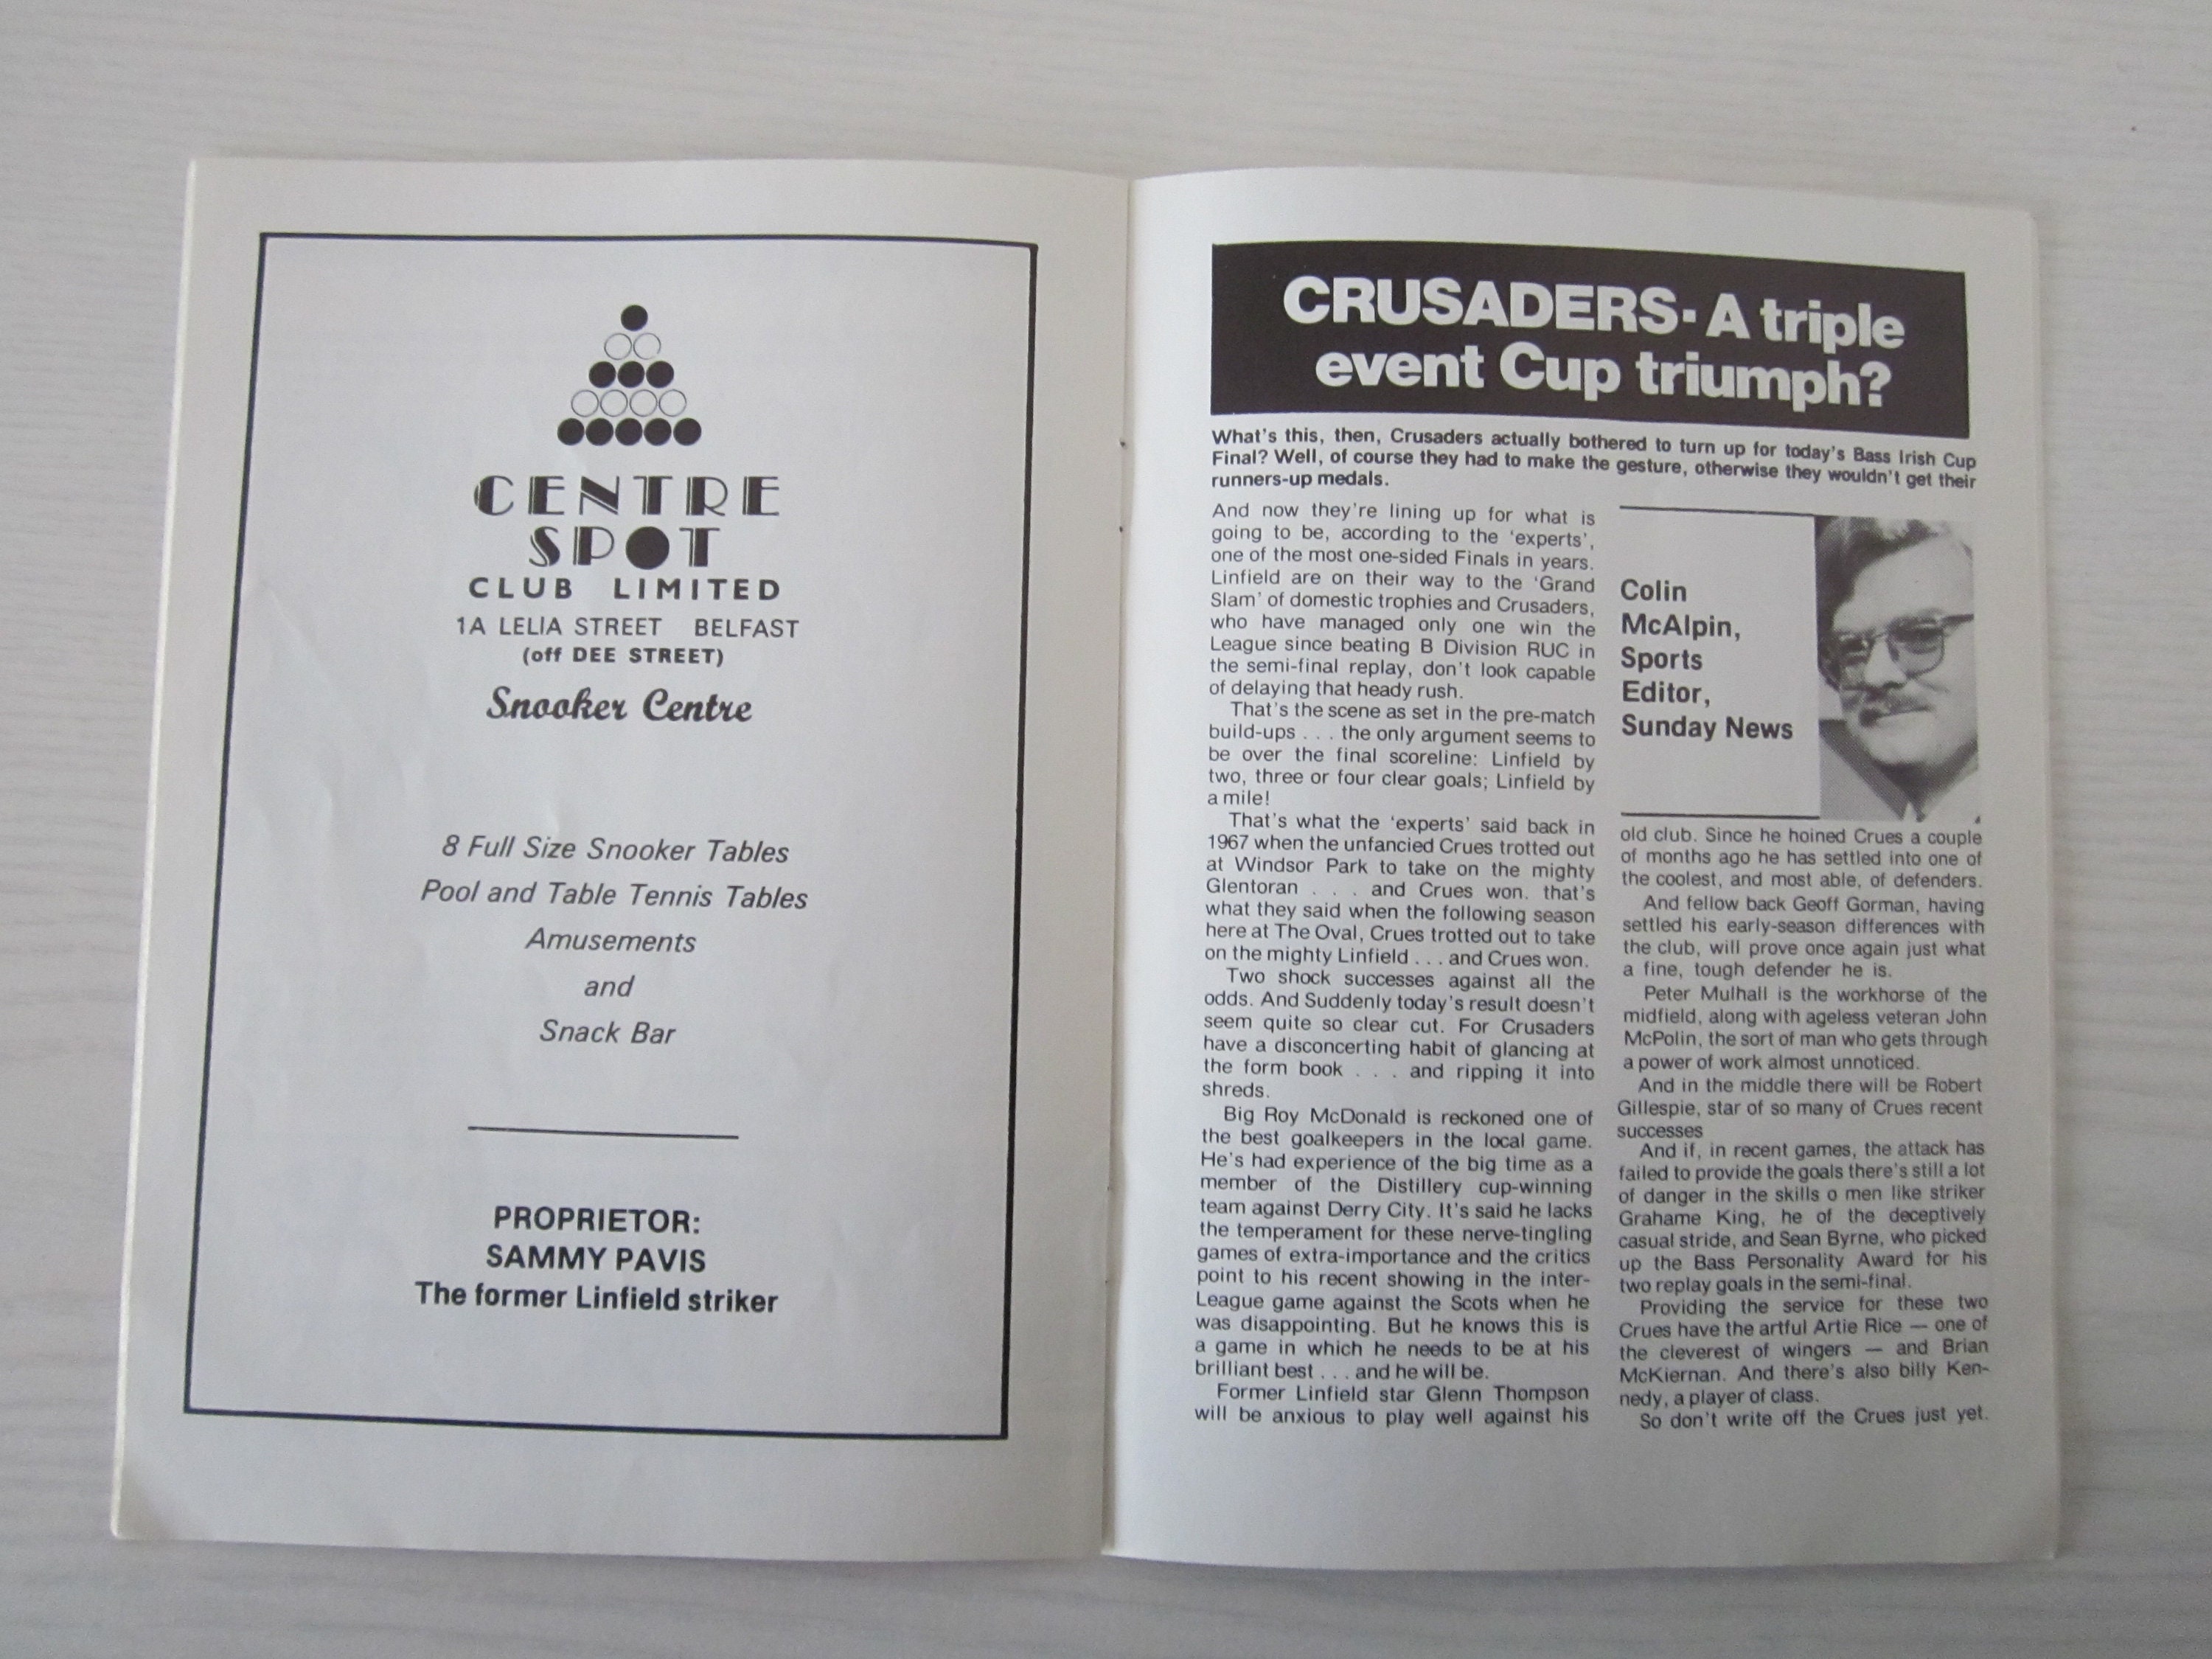 CENTRE
SPOT
CLUB LIMITED
1A LELIA STREET BELFAST
(off DEE STREET)
Snooker Centre
8 Full Size Snooker Tables
Pool and Table Tennis Tables
Amusements
and
Snack Bar
PROPRIETOR:
SAMMY PAVIS
The former Linfield striker
CRUSADERS - A triple
event Cup triumph?
What's this, then, Crusaders actually bothered to turn up for today's Bass Irish Cup
Final? Well, of course they had to make the gesture, otherwise they wouldn't get their
runners-up medals.
And now they're lining up for what is
going to be, according to the 'experts',
one of the most one-sided Finals in years.
Linfield are on their way to the 'Grand
Slam' of domestic trophies and Crusaders,
who have managed only one win the
League since beating B Division RUC in
the semi-final replay, don't look capable
of delaying that heady rush.
That's the scene as set in the pre-match
build-ups . . . the only argument seems to
be over the final scoreline: Linfield by
two, three or four clear goals; Linfield by
a mile!
That's what the 'experts' said back in
1967 when the unfancied Crues trotted out
at Windsor Park to take on the mighty
Glentoran . . . and Crues won. that's
what they said when the following season
here at The Oval, Crues trotted out to take
on the mighty Linfield . . . and Crues won.
Two shock successes against all the
odds. And Suddenly today's result doesn't
seem quite so clear cut. For Crusaders
have a disconcerting habit of glancing at
the form book . . . and ripping it into
shreds.
Big Roy McDonald is reckoned one of
the best goalkeepers in the local game.
He's had experience of the big time as a
member of the Distillery cup-winning
team against Derry City. It's said he lacks
the temperament for these nerve-tingling
games of extra-importance and the critics
point to his recent showing in the inter-
League game against the Scots when he
was disappointing. But he knows this is
a game in which he needs to be at his
brilliant best . . . and he will be.
Former Linfield star Glenn Thompson
will be anxious to play well against his
Colin
McAlpin,
Sports
Editor,
Sunday News
old club. Since he hoined Crues a couple
of months ago he has settled into one of
the coolest, and most able, of defenders.
And fellow back Geoff Gorman, having
settled his early-season differences with
the club, will prove once again just what
a fine, tough defender he is.
Peter Mulhall is the workhorse of the
midfield, along with ageless veteran John
McPolin, the sort of man who gets through
a power of work almost unnoticed.
And in the middle there will be Robert
Gillespie, star of so many of Crues recent
successes
And if, in recent games, the attack has
failed to provide the goals there's still a lot
of danger in the skills o men like striker
Grahame King, he of the deceptively
casual stride, and Sean Byrne, who picked
up the Bass Personality Award for his
two replay goals in the semi-final.
Providing the service for these two
Crues have the artful Artie Rice — one of
the cleverest of wingers — and Brian
McKiernan. And there's also billy Ken-
nedy, a player of class.
So don't write off the Crues just yet.